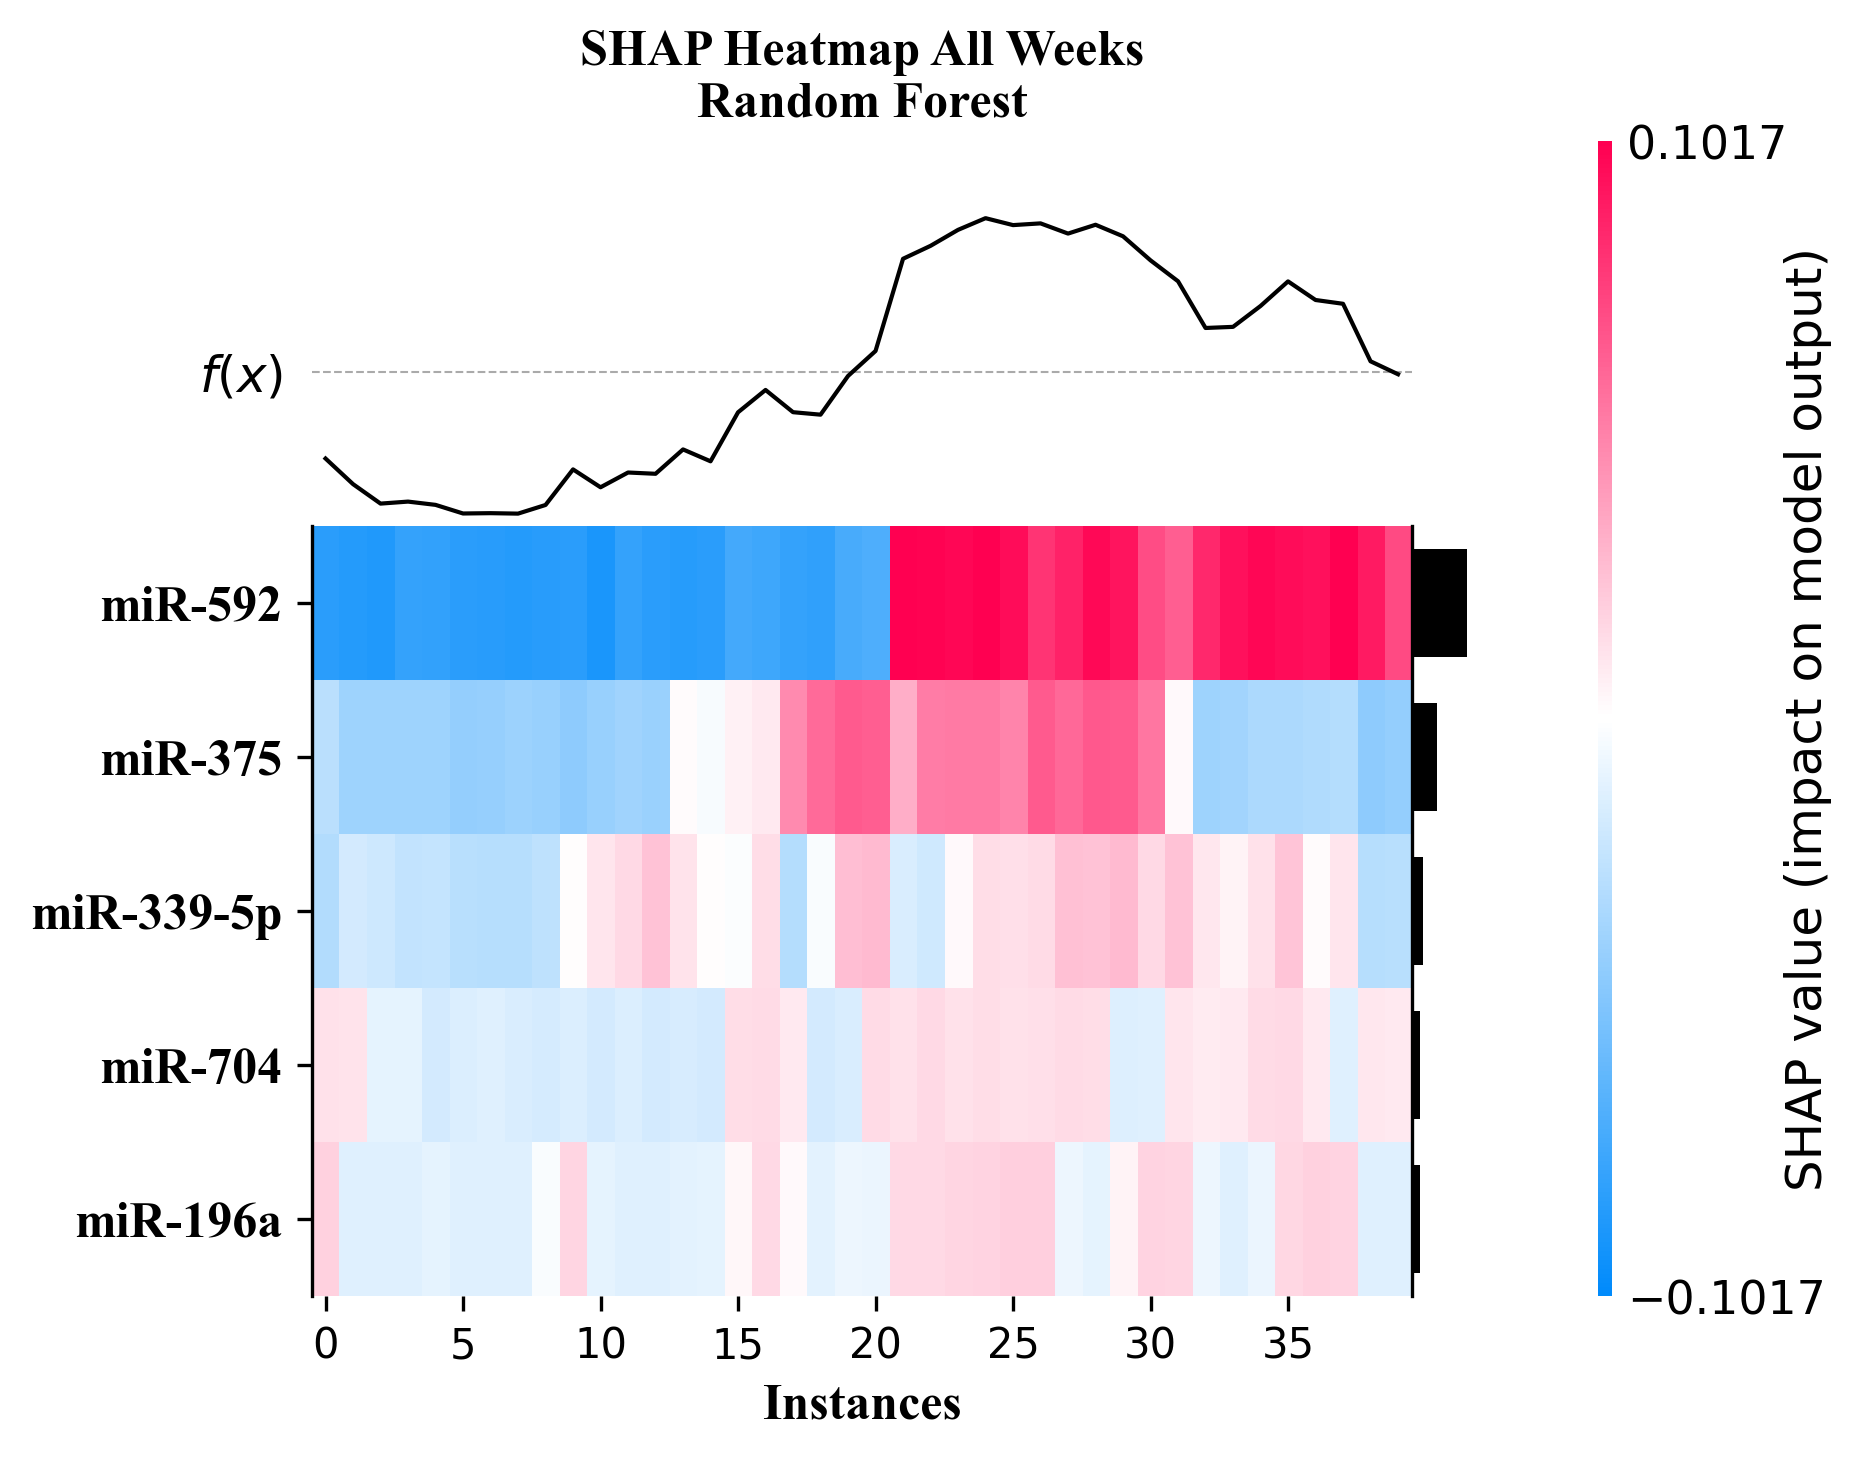 SHAP Heatmap All Weeks
Random Forest
0.1017
f(x)
miR-592
miR-375
miR-339-5p
miR-704
miR-196a
SHAP value (impact on model output)
−0.1017
0 5 10 15 20 25 30 35
Instances